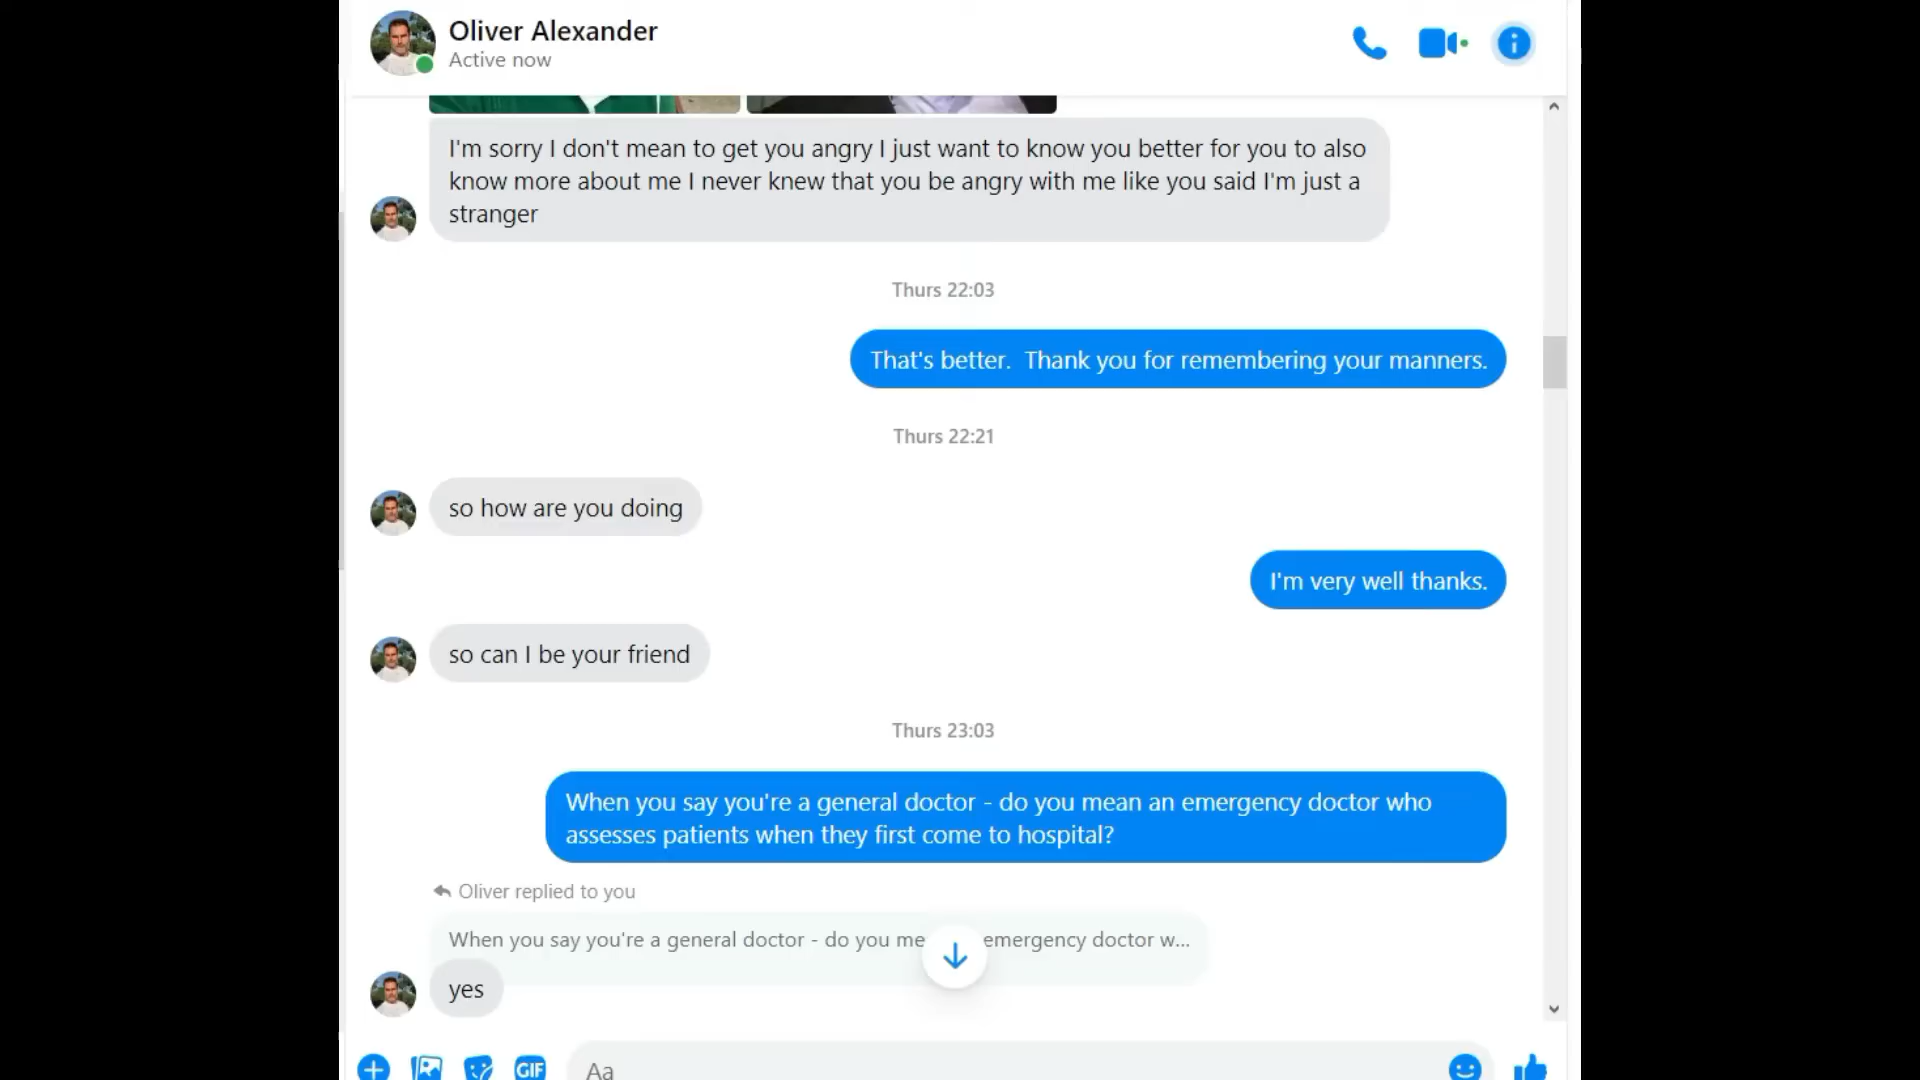 Oliver Alexander
Active now
I'm sorry I don't mean to get you angry I just want to know you better for you to also
know more about me I never knew that you be angry with me like you said I'm just a
stranger
Thurs 22:03
That's better.  Thank you for remembering your manners.
Thurs 22:21
so how are you doing
I'm very well thanks.
so can I be your friend
Thurs 23:03
When you say you're a general doctor - do you mean an emergency doctor who
assesses patients when they first come to hospital?
Oliver replied to you
When you say you're a general doctor - do you me emergency doctor w...
yes
GIF
Aa